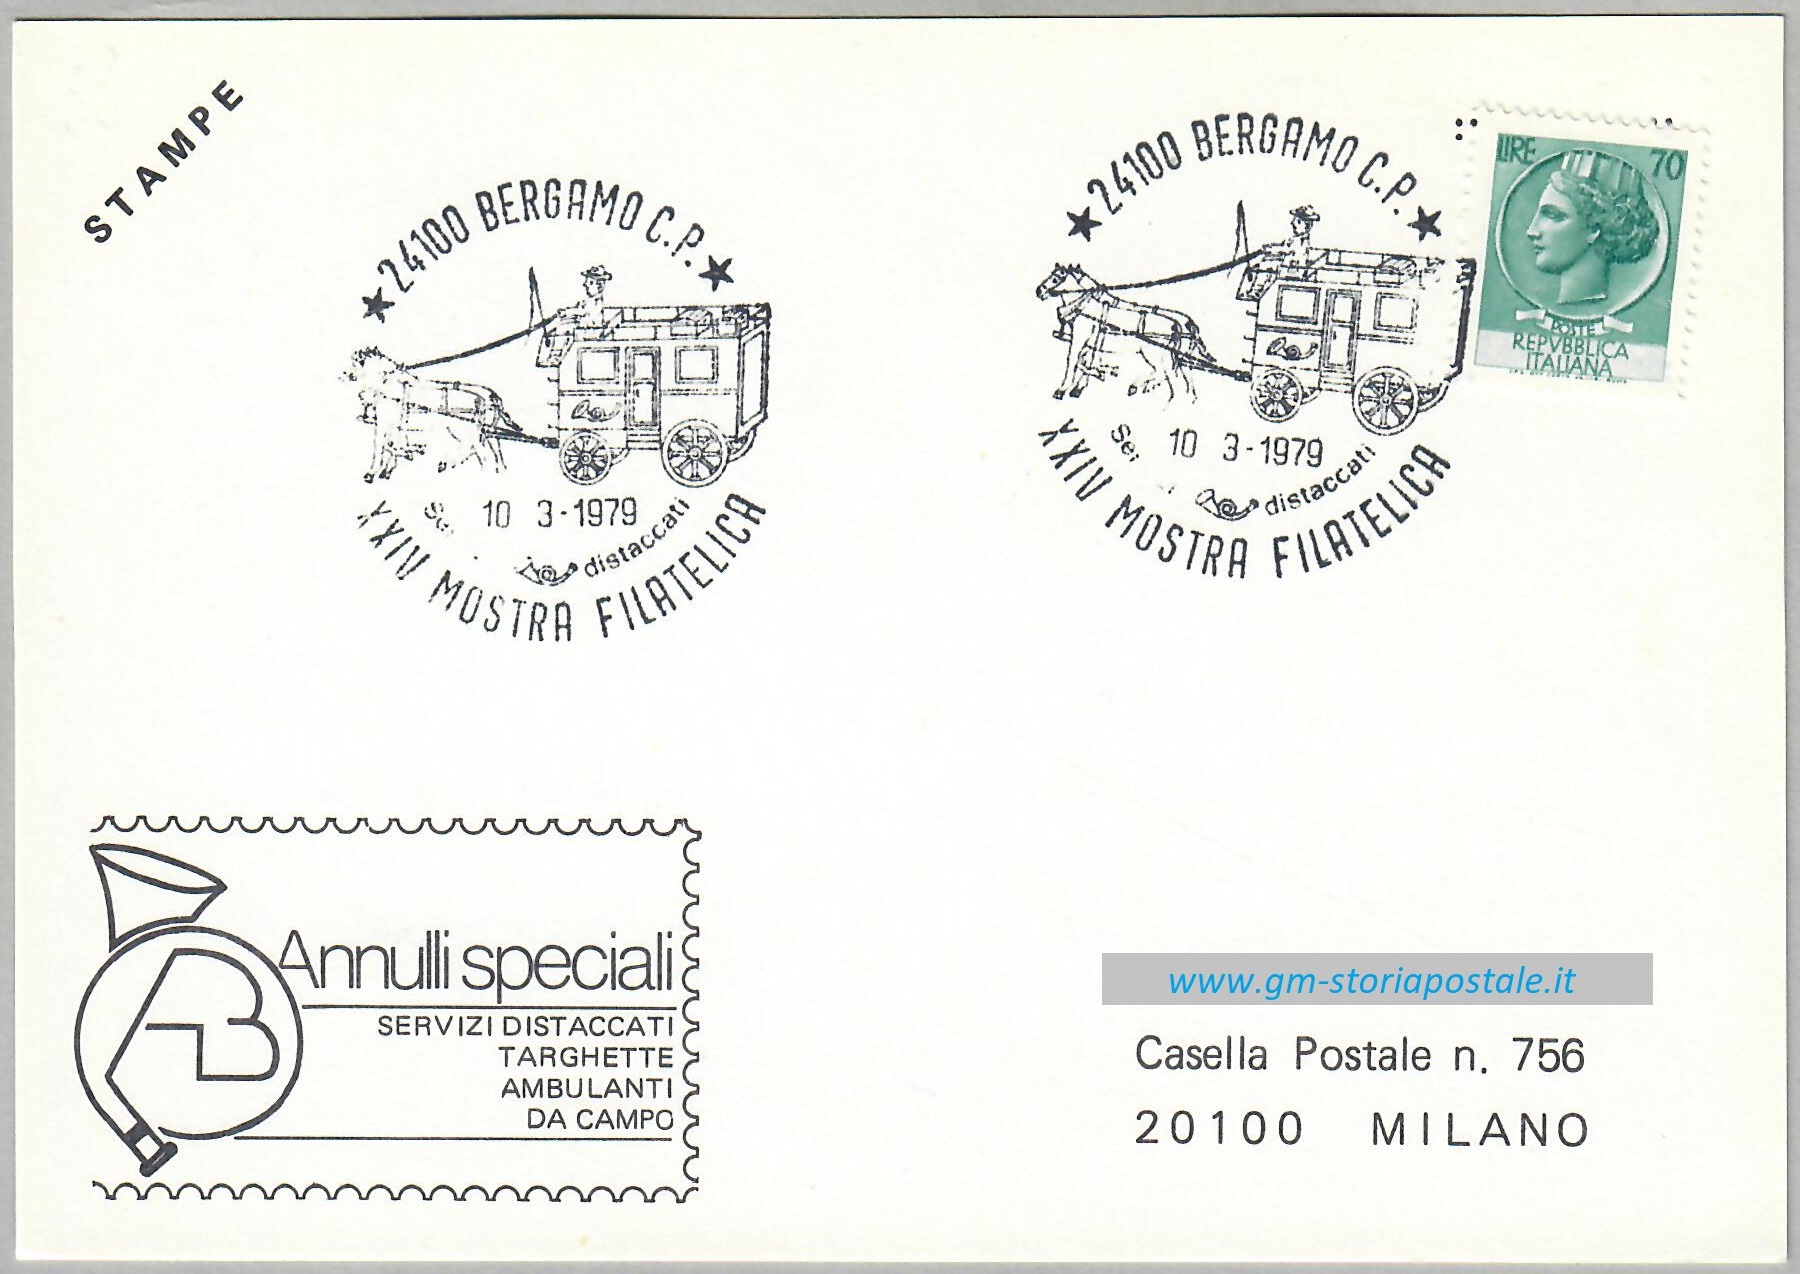 STAMPE
★ 24100 BERGAMO C.P. ★
10 3-1979
distaccati
XXIV MOSTRA FILATELICA
★ 24100 BERGAMO C.P. ★
10 3-1979
distaccati
XXIV MOSTRA FILATELICA
LIRE 70
POSTE
REPVBBLICA
ITALIANA
AB
Annulli speciali
SERVIZI DISTACCATI
TARGHETTE
AMBULANTI
DA CAMPO
www.gm-storiapostale.it
Casella Postale n. 756
20100 MILANO